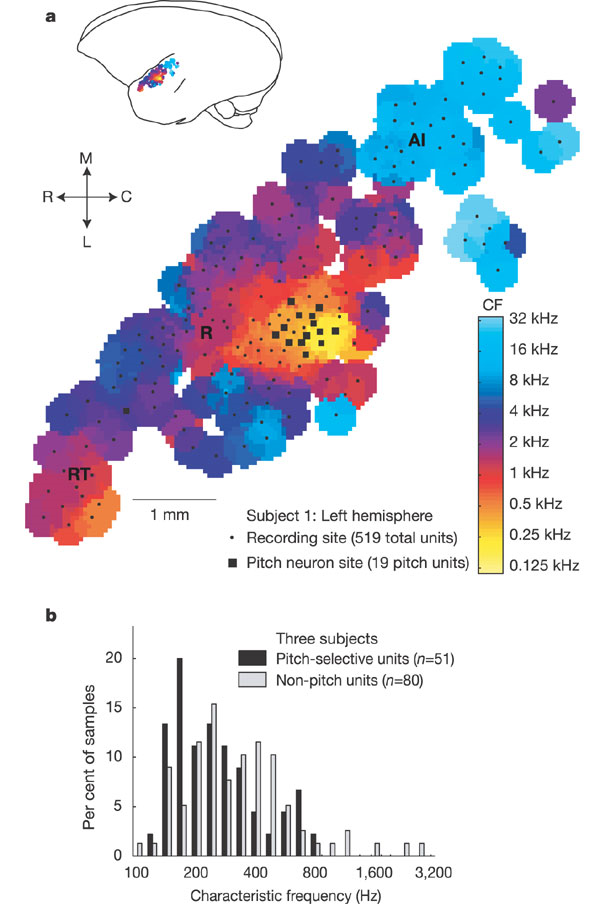 a
AI
M
R C
L
R
CF
32 kHz
16 kHz
8 kHz
4 kHz
2 kHz
1 kHz
0.5 kHz
0.25 kHz
0.125 kHz
RT
1 mm
Subject 1: Left hemisphere
Recording site (519 total units)
Pitch neuron site (19 pitch units)
b
Three subjects
Pitch-selective units (n=51)
Non-pitch units (n=80)
Per cent of samples
20
15
10
5
0
100 200 400 800 1,600 3,200
Characteristic frequency (Hz)